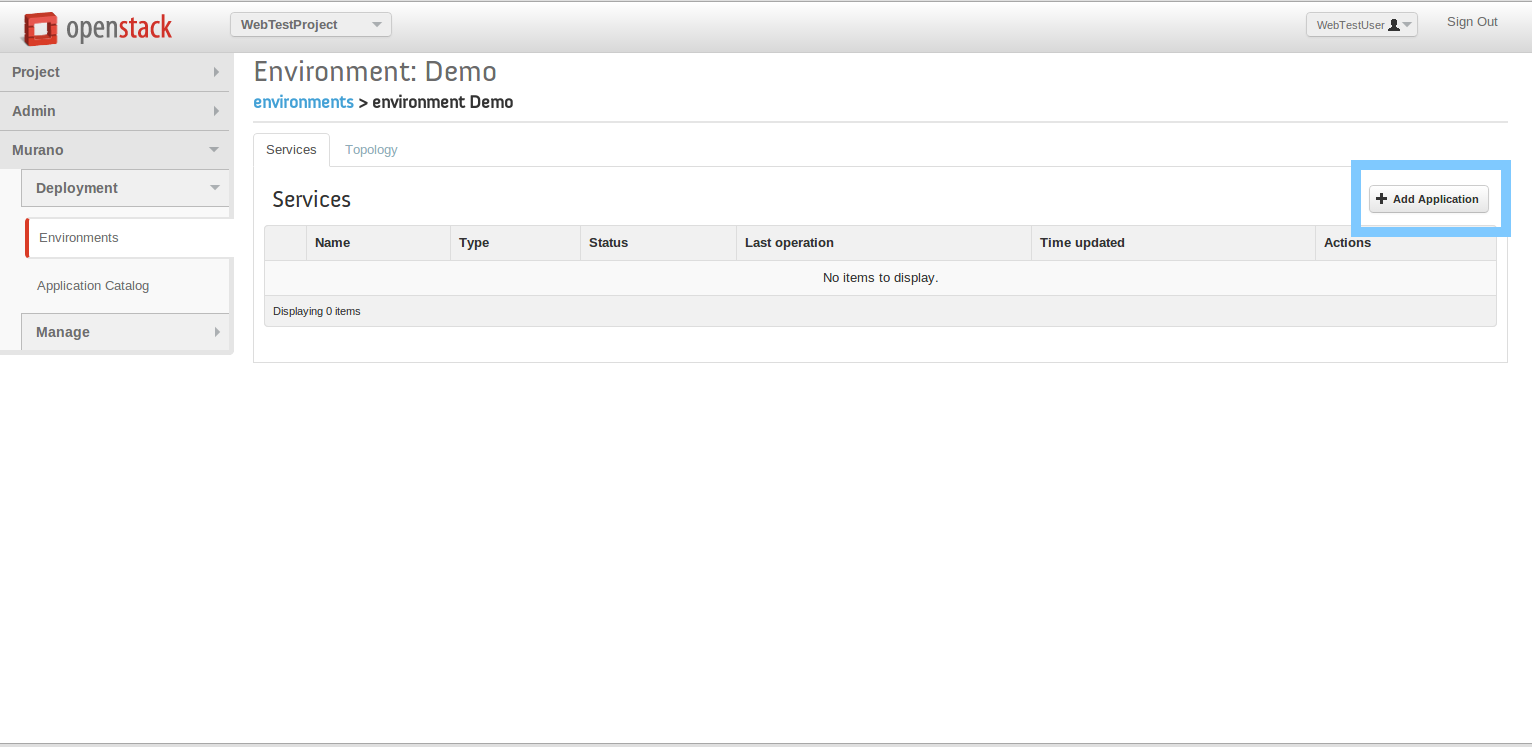 openstack
WebTestProject
WebTestUser
Sign Out
Project
Admin
Murano
Deployment
Environments
Application Catalog
Manage
Environment: Demo
environments > environment Demo
Services Topology
Services
Add Application
Name Type Status Last operation Time updated Actions
No items to display.
Displaying 0 items